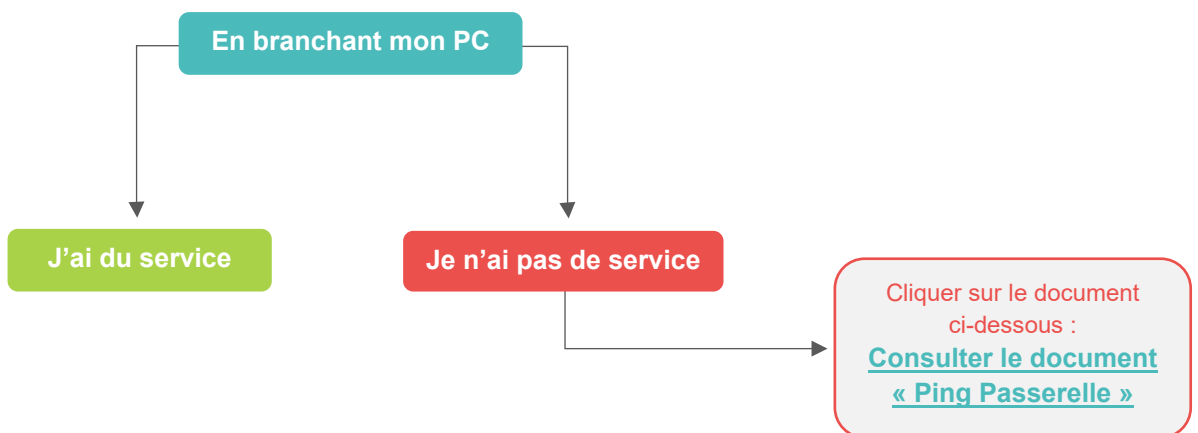 En branchant mon PC
J’ai du service
Je n’ai pas de service
Cliquer sur le document
ci-dessous :
Consulter le document
« Ping Passerelle »